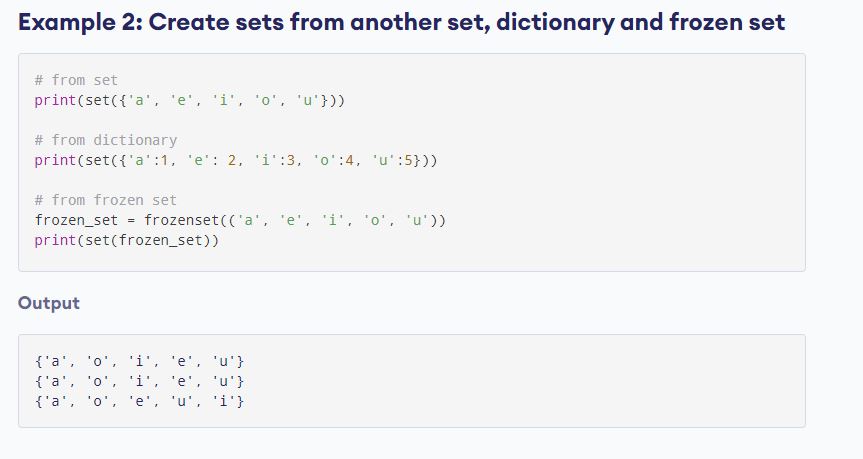 Example 2: Create sets from another set, dictionary and frozen set
# from set
print(set({'a', 'e', 'i', 'o', 'u'}))
# from dictionary
print(set({'a':1, 'e': 2, 'i':3, 'o':4, 'u':5}))
# from frozen set
frozen_set = frozenset(('a', 'e', 'i', 'o', 'u'))
print(set(frozen_set))
Output
{'a', 'o', 'i', 'e', 'u'}
{'a', 'o', 'i', 'e', 'u'}
{'a', 'o', 'e', 'u', 'i'}